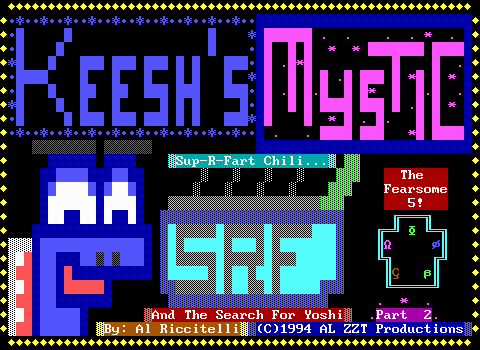 KEESH'S MYSTIC
Sup-R-Fart Chili...
The
Fearsome
5!
And The Search For Yoshi
Part 2
By: Al Riccitelli
(C)1994 AL ZZT Productions